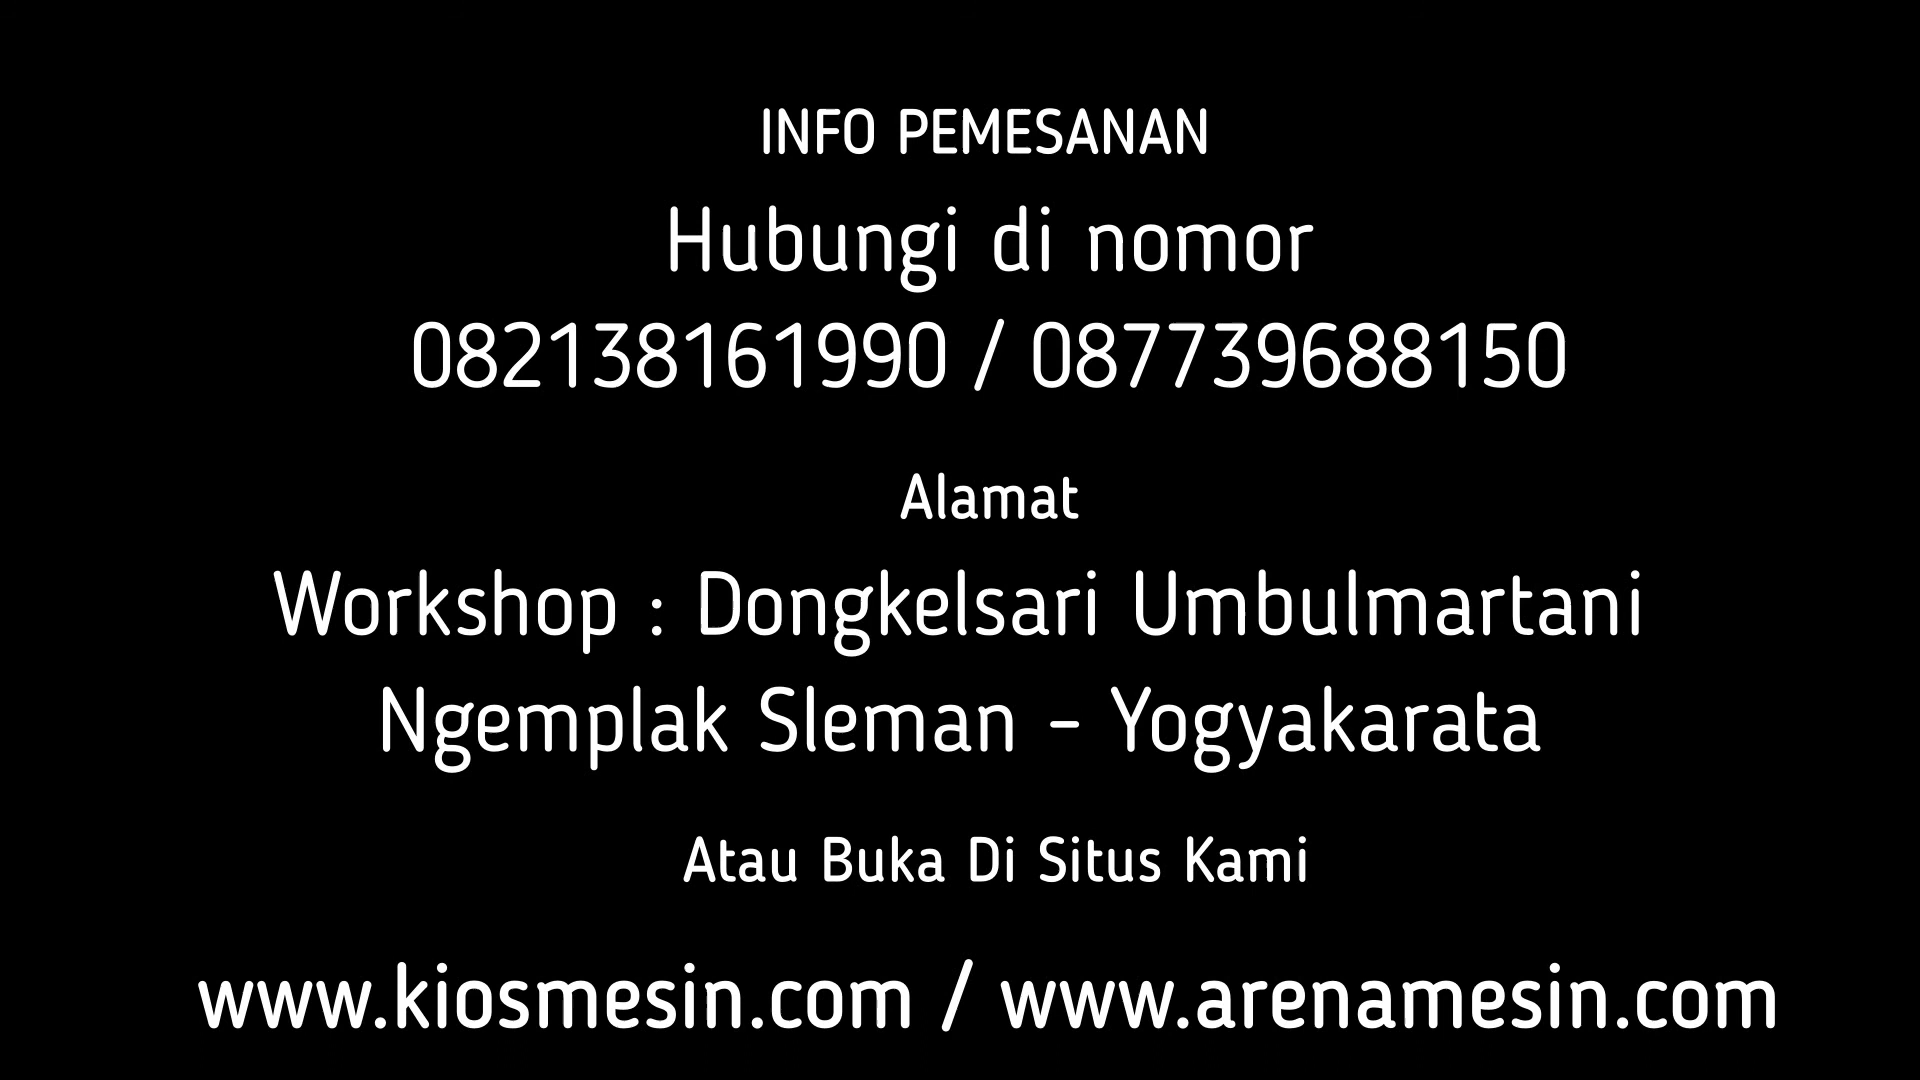 INFO PEMESANAN
Hubungi di nomor
082138161990 / 087739688150
Alamat
Workshop : Dongkelsari Umbulmartani
Ngemplak Sleman - Yogyakarata
Atau Buka Di Situs Kami
www.kiosmesin.com / www.arenamesin.com